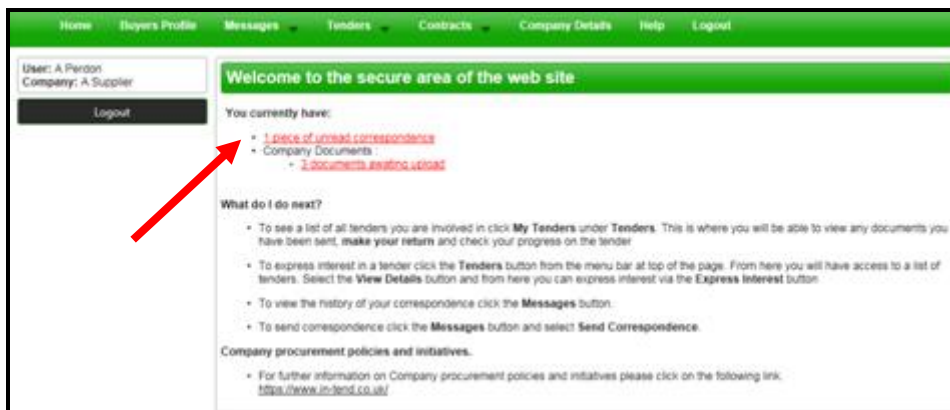 Home Buyers Profile Messages Tenders Contracts Company Details Help Logout
User: A Perdon
Company: A Supplier
Logout
Welcome to the secure area of the web site
You currently have:
1 piece of unread correspondence
Company Documents :
3 documents awaiting upload
What do I do next?
To see a list of all tenders you are involved in click My Tenders under Tenders. This is where you will be able to view any documents you
have been sent, make your return and check your progress on the tender
To express interest in a tender click the Tenders button from the menu bar at top of the page. From here you will have access to a list of
tenders. Select the View Details button and from here you can express interest via the Express Interest button
To view the history of your correspondence click the Messages button.
To send correspondence click the Messages button and select Send Correspondence.
Company procurement policies and initiatives.
For further information on Company procurement policies and initiatives please click on the following link.
https://www.in-tend.co.uk/